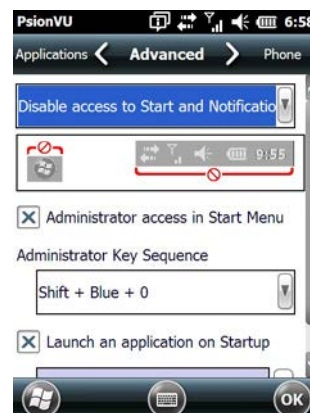 PsionVU 6:58
Applications Advanced Phone
Disable access to Start and Notificatio
9:55
Administrator access in Start Menu
Administrator Key Sequence
Shift + Blue + 0
Launch an application on Startup
OK